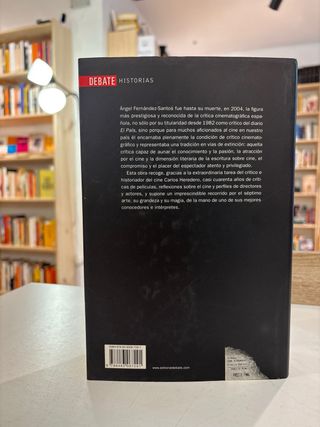 DEBATE HISTORIAS
Ángel Fernández-Santos fue hasta su muerte, en 2004, la figura
más prestigiosa y reconocida de la crítica cinematográfica espa-
ñola, no sólo por su titularidad desde 1982 como crítico del diario
El País, sino porque para muchos aficionados al cine en nuestro
país él encarnaba plenamente la condición de crítico cinemato-
gráfico y representaba una tradición en vías de extinción: aquella
crítica capaz de aunar el conocimiento y la pasión, la atracción
por el cine y la dimensión literaria de la escritura sobre cine, el
compromiso y el placer del espectador atento y privilegiado.
Esta obra recoge, gracias a la extraordinaria tarea del crítico e
historiador del cine Carlos Heredero, casi cuarenta años de críti-
cas de películas, reflexiones sobre el cine y perfiles de directores
y actores, y supone un imprescindible recorrido por el séptimo
arte, su grandeza y su magia, de la mano de uno de sus mejores
conocedores e intérpretes.
www.editorialdebate.com